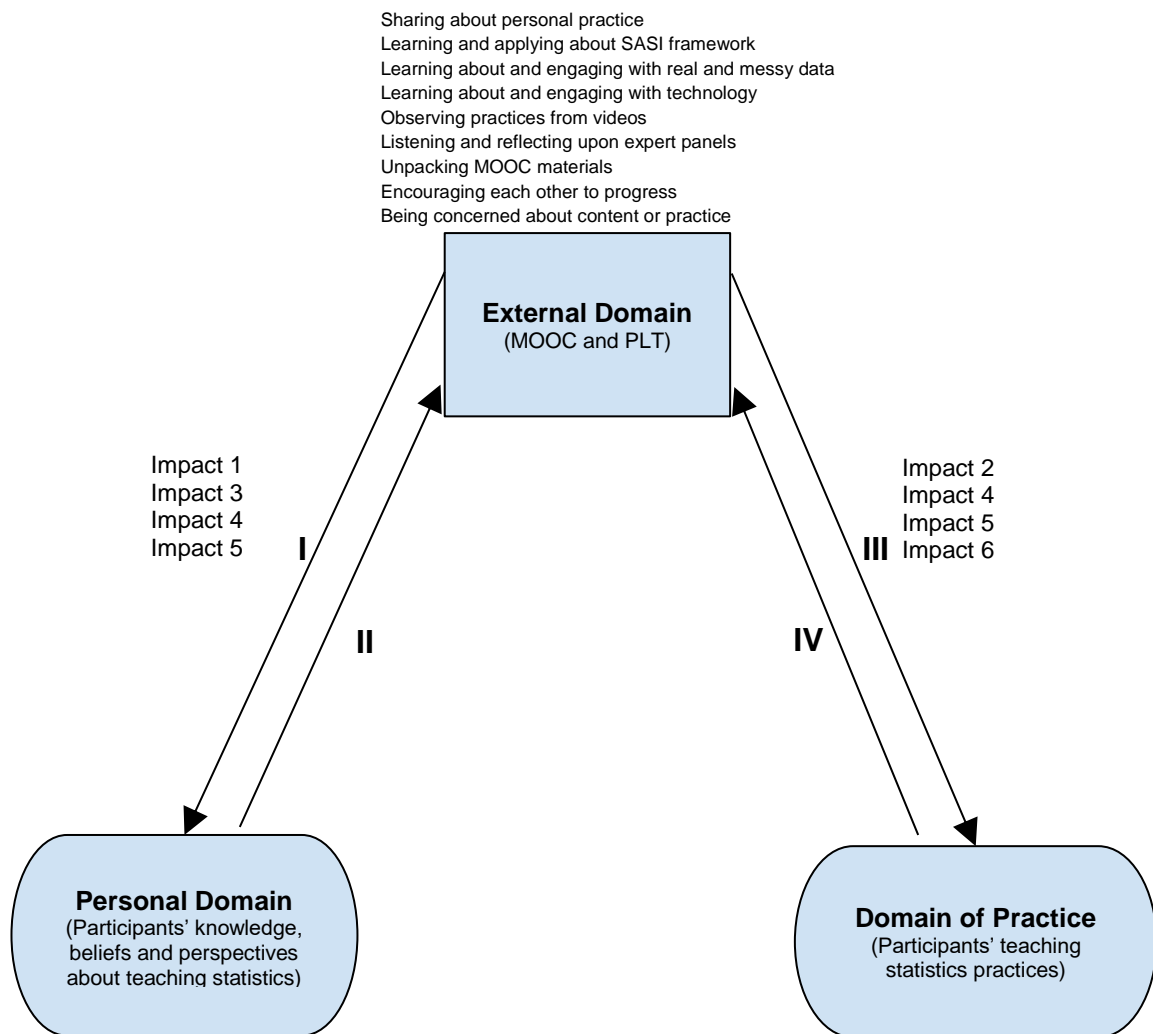 Sharing about personal practice
Learning and applying about SASI framework
Learning about and engaging with real and messy data
Learning about and engaging with technology
Observing practices from videos
Listening and reflecting upon expert panels
Unpacking MOOC materials
Encouraging each other to progress
Being concerned about content or practice
External Domain
(MOOC and PLT)
Impact 1
Impact 3
Impact 4
Impact 5
I
II
Impact 2
Impact 4
Impact 5
Impact 6
III
IV
Personal Domain
(Participants’ knowledge,
beliefs and perspectives
about teaching statistics)
Domain of Practice
(Participants’ teaching
statistics practices)